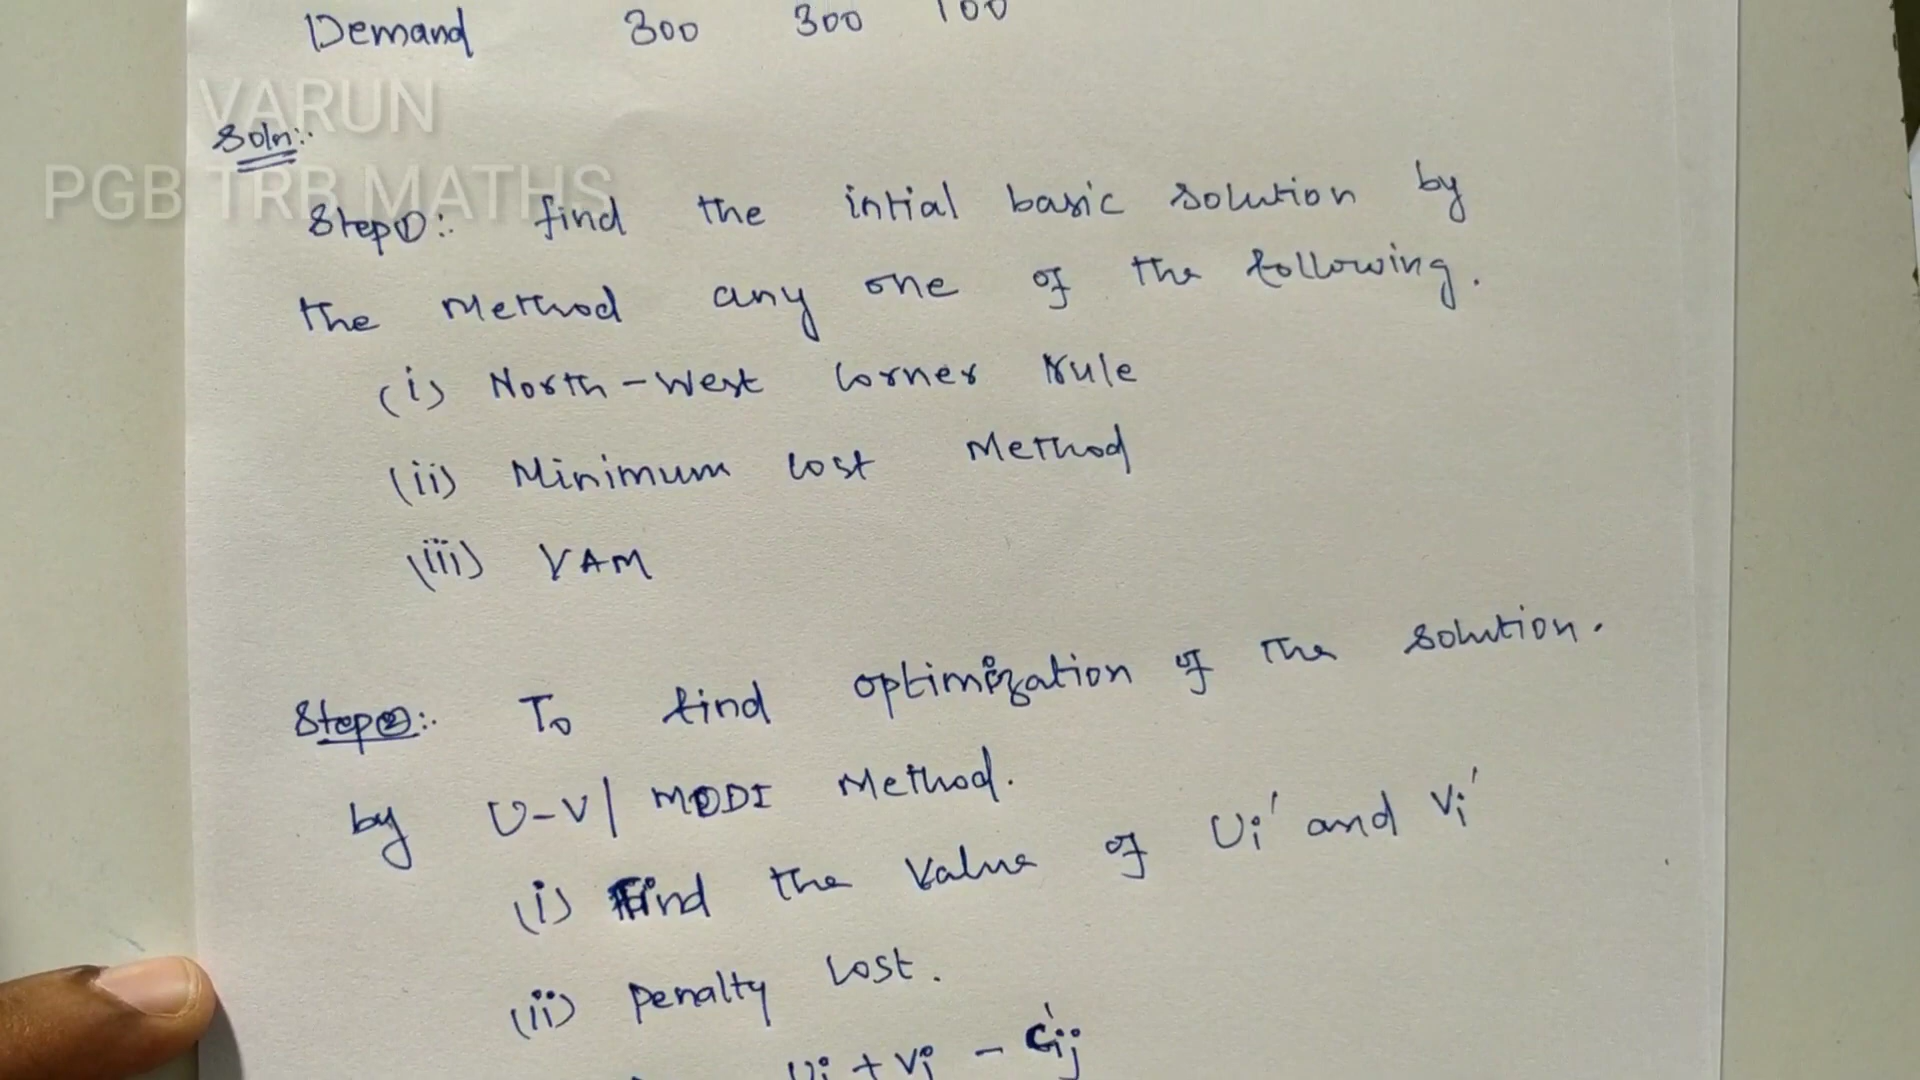 Demand 300 300 100
VARUN
Soln:-
PGB TRB MATHS
Step①:- find the intial basic solution by
the Method any one of the following.
(i) North-West Corner Rule
(ii) Minimum Cost Method
(iii) VAM
Step②:- To find optimization of the solution.
by U-V| MODI Method.
(i) Find the Value of Ui' and Vi'
(ii) Penalty Cost.
Ui + Vj - Cij